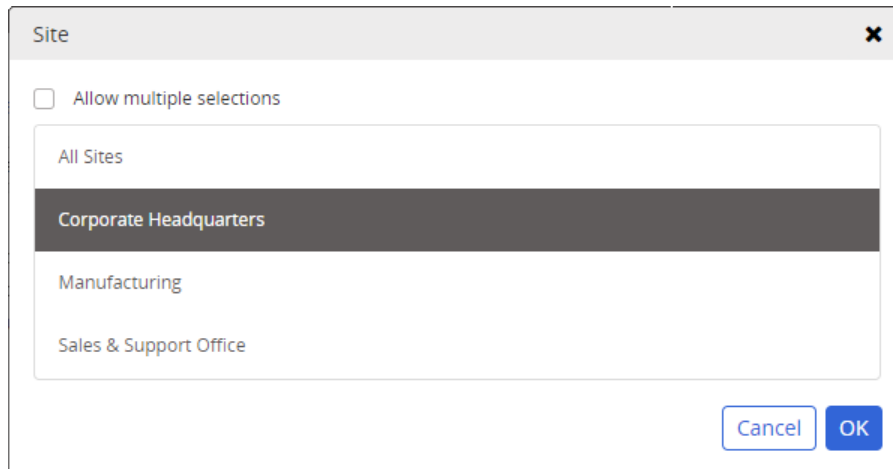 Site
Allow multiple selections
All Sites
Corporate Headquarters
Manufacturing
Sales & Support Office
Cancel OK